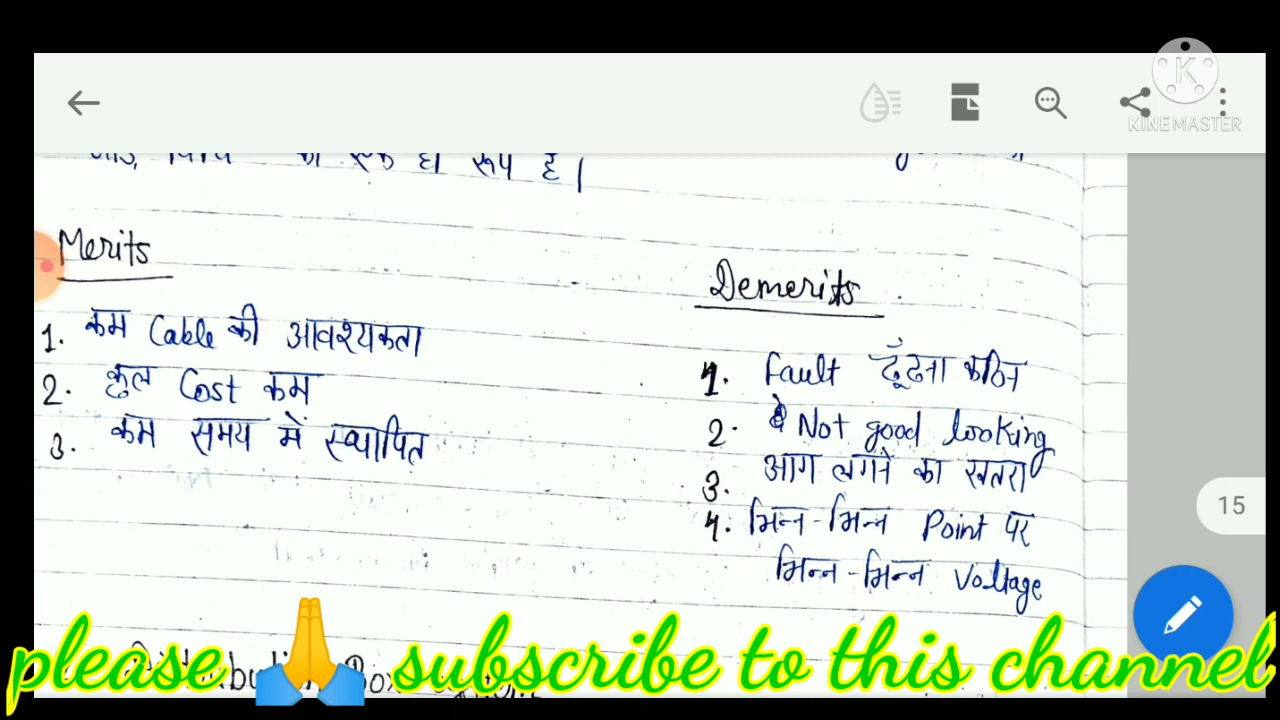 KINEMASTER
रूप है।
Merits
1. कम Cable की आवश्यकता
2. कुल Cost कम
3. कम समय में स्थापित
Demerits
1. Fault ढूँढना कठिन
2. Not good looking
3. आग लगने का खतरा
4. भिन्न-भिन्न Point पर
भिन्न-भिन्न Voltage
15
please 🙏 subscribe to this channel